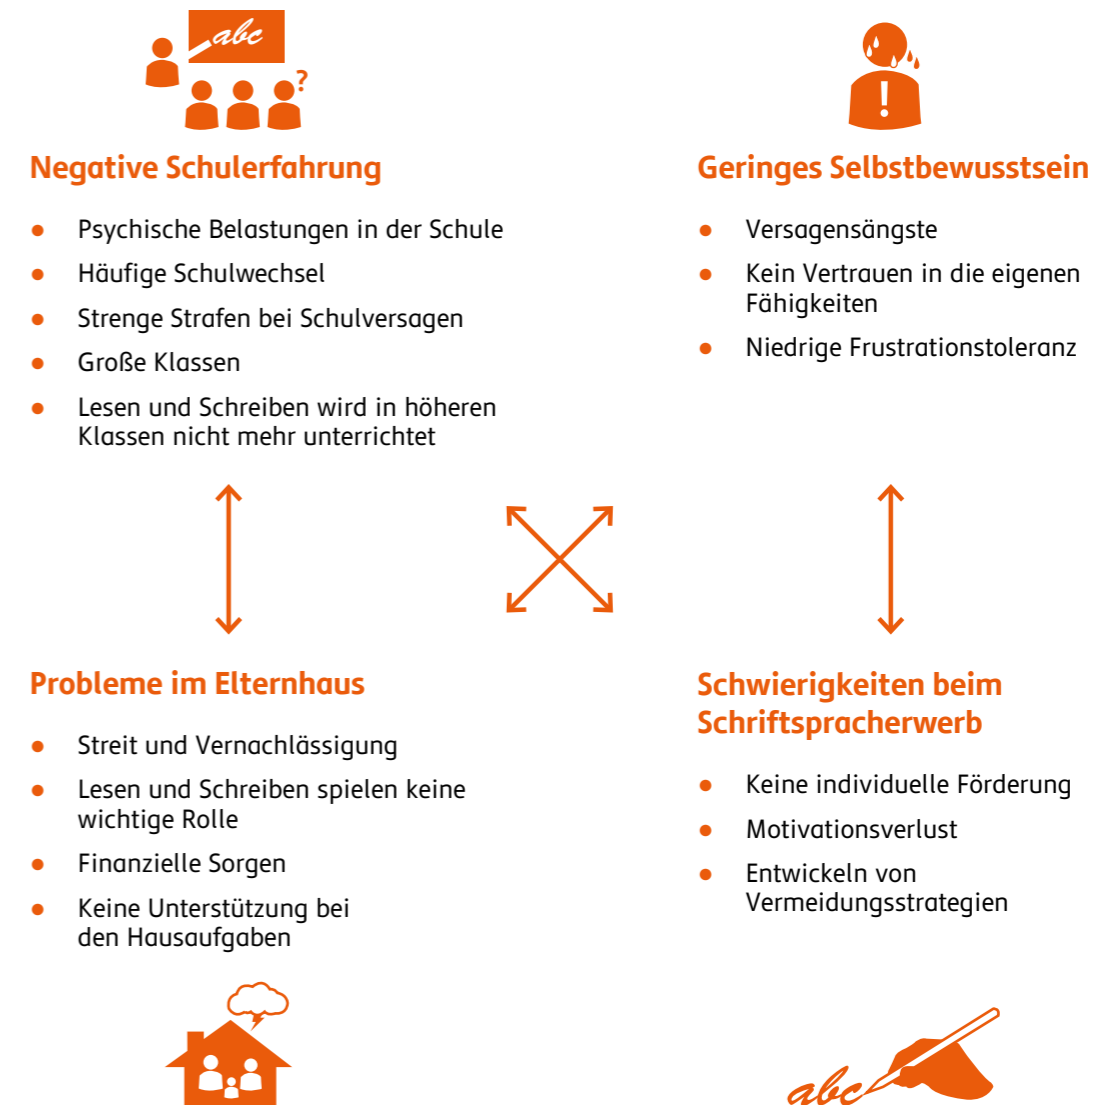 abc
?
Negative Schulerfahrung
Psychische Belastungen in der Schule
Häufige Schulwechsel
Strenge Strafen bei Schulversagen
Große Klassen
Lesen und Schreiben wird in höheren
Klassen nicht mehr unterrichtet
!
Geringes Selbstbewusstsein
Versagensängste
Kein Vertrauen in die eigenen
Fähigkeiten
Niedrige Frustrationstoleranz
Probleme im Elternhaus
Streit und Vernachlässigung
Lesen und Schreiben spielen keine
wichtige Rolle
Finanzielle Sorgen
Keine Unterstützung bei
den Hausaufgaben
Schwierigkeiten beim
Schriftspracherwerb
Keine individuelle Förderung
Motivationsverlust
Entwickeln von
Vermeidungsstrategien
abc